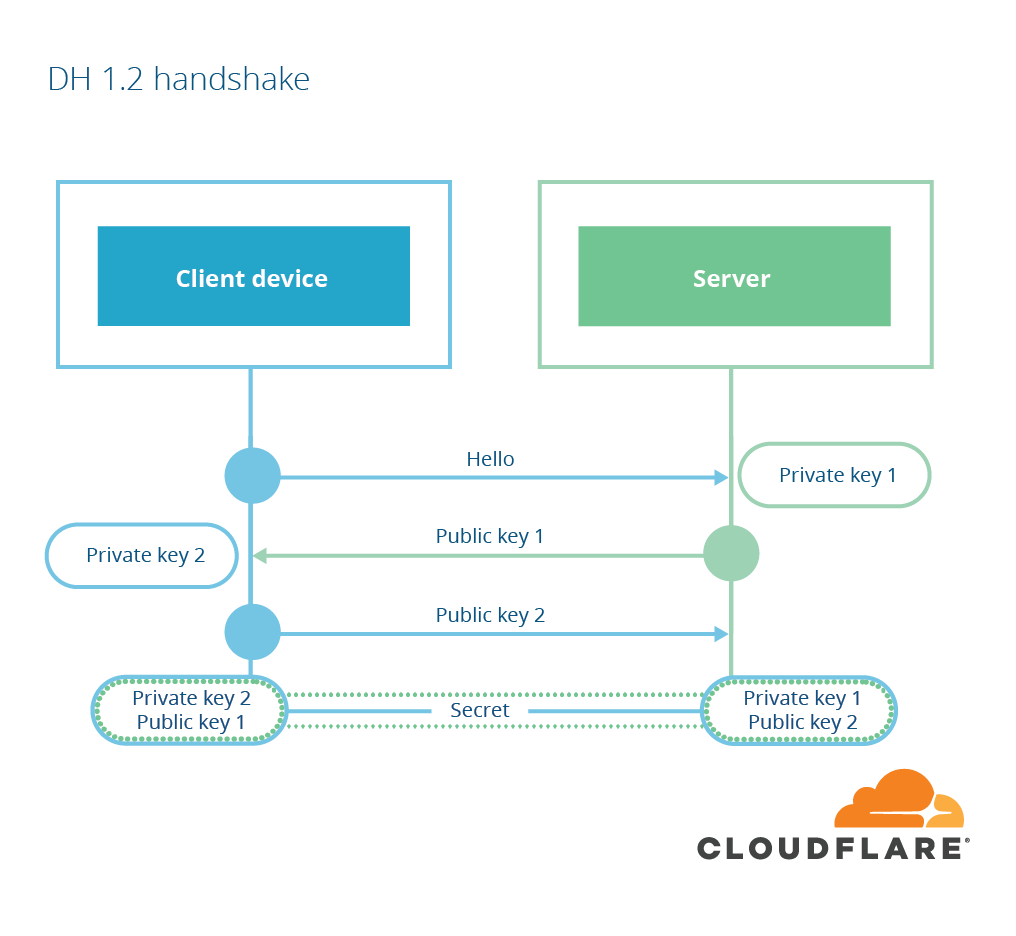 DH 1.2 handshake
Client device
Server
Hello
Private key 1
Public key 1
Private key 2
Public key 2
Private key 2
Public key 1
Secret
Private key 1
Public key 2
CLOUDFLARE®